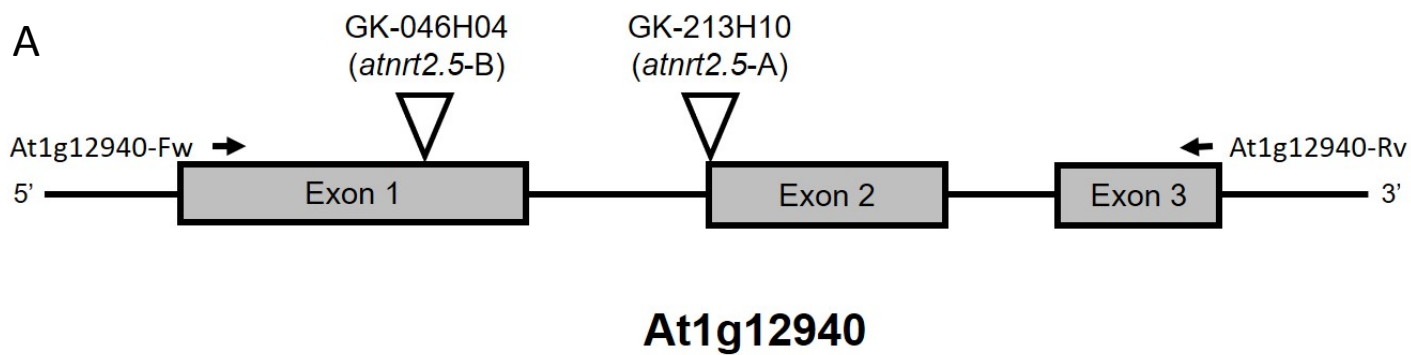 A
GK-046H04
(atnrt2.5-B)
GK-213H10
(atnrt2.5-A)
At1g12940-Fw
At1g12940-Rv
5’
Exon 1
Exon 2
Exon 3
3’
At1g12940